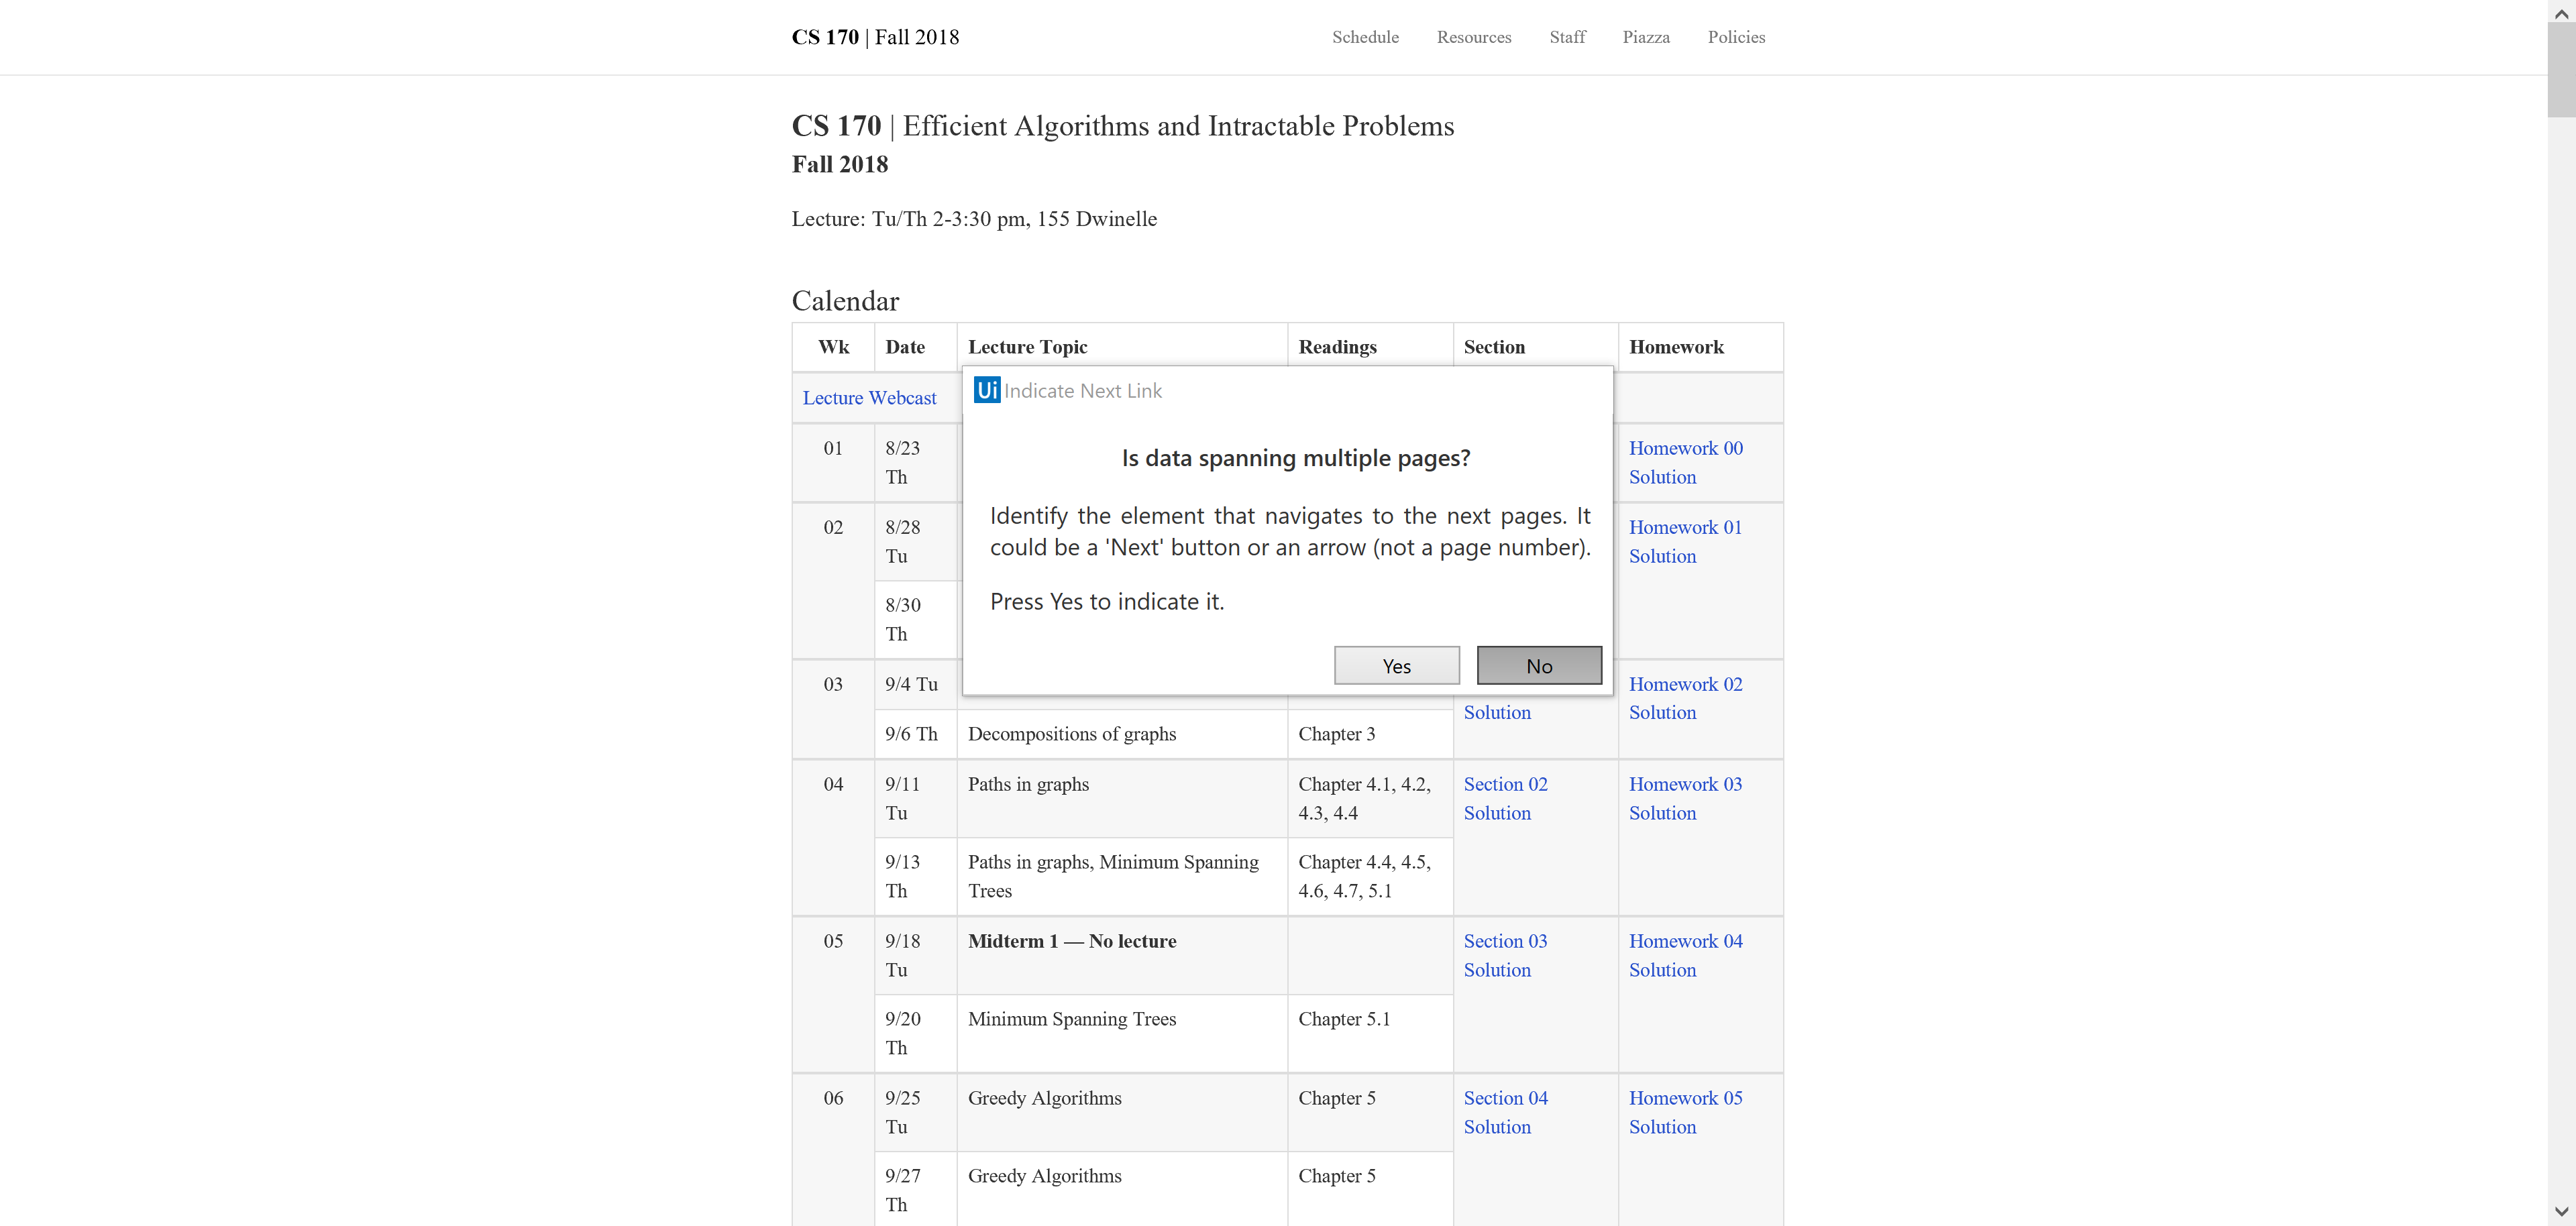 CS 170 | Fall 2018
Schedule Resources Staff Piazza Policies
CS 170 | Efficient Algorithms and Intractable Problems
Fall 2018
Lecture: Tu/Th 2-3:30 pm, 155 Dwinelle
Calendar
Wk Date Lecture Topic Readings Section Homework
Lecture Webcast
Ui Indicate Next Link
Is data spanning multiple pages?
Identify the element that navigates to the next pages. It
could be a 'Next' button or an arrow (not a page number).
Press Yes to indicate it.
Yes No
01 8/23 Homework 00
Th Solution
02 8/28 Homework 01
Tu Solution
8/30
Th
03 9/4 Tu Homework 02
Solution Solution
9/6 Th Decompositions of graphs Chapter 3
04 9/11 Paths in graphs Chapter 4.1, 4.2, Section 02 Homework 03
Tu 4.3, 4.4 Solution Solution
9/13 Paths in graphs, Minimum Spanning Chapter 4.4, 4.5,
Th Trees 4.6, 4.7, 5.1
05 9/18 Midterm 1 — No lecture Section 03 Homework 04
Tu Solution Solution
9/20 Minimum Spanning Trees Chapter 5.1
Th
06 9/25 Greedy Algorithms Chapter 5 Section 04 Homework 05
Tu Solution Solution
9/27 Greedy Algorithms Chapter 5
Th